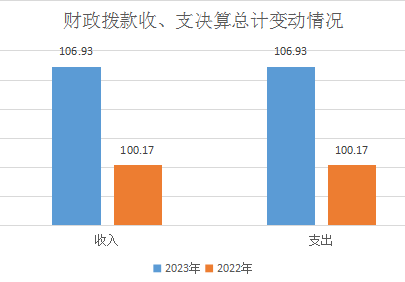 财政拨款收、支决算总计变动情况
106.93
106.93
100.17
100.17
收入
支出
2023年 2022年